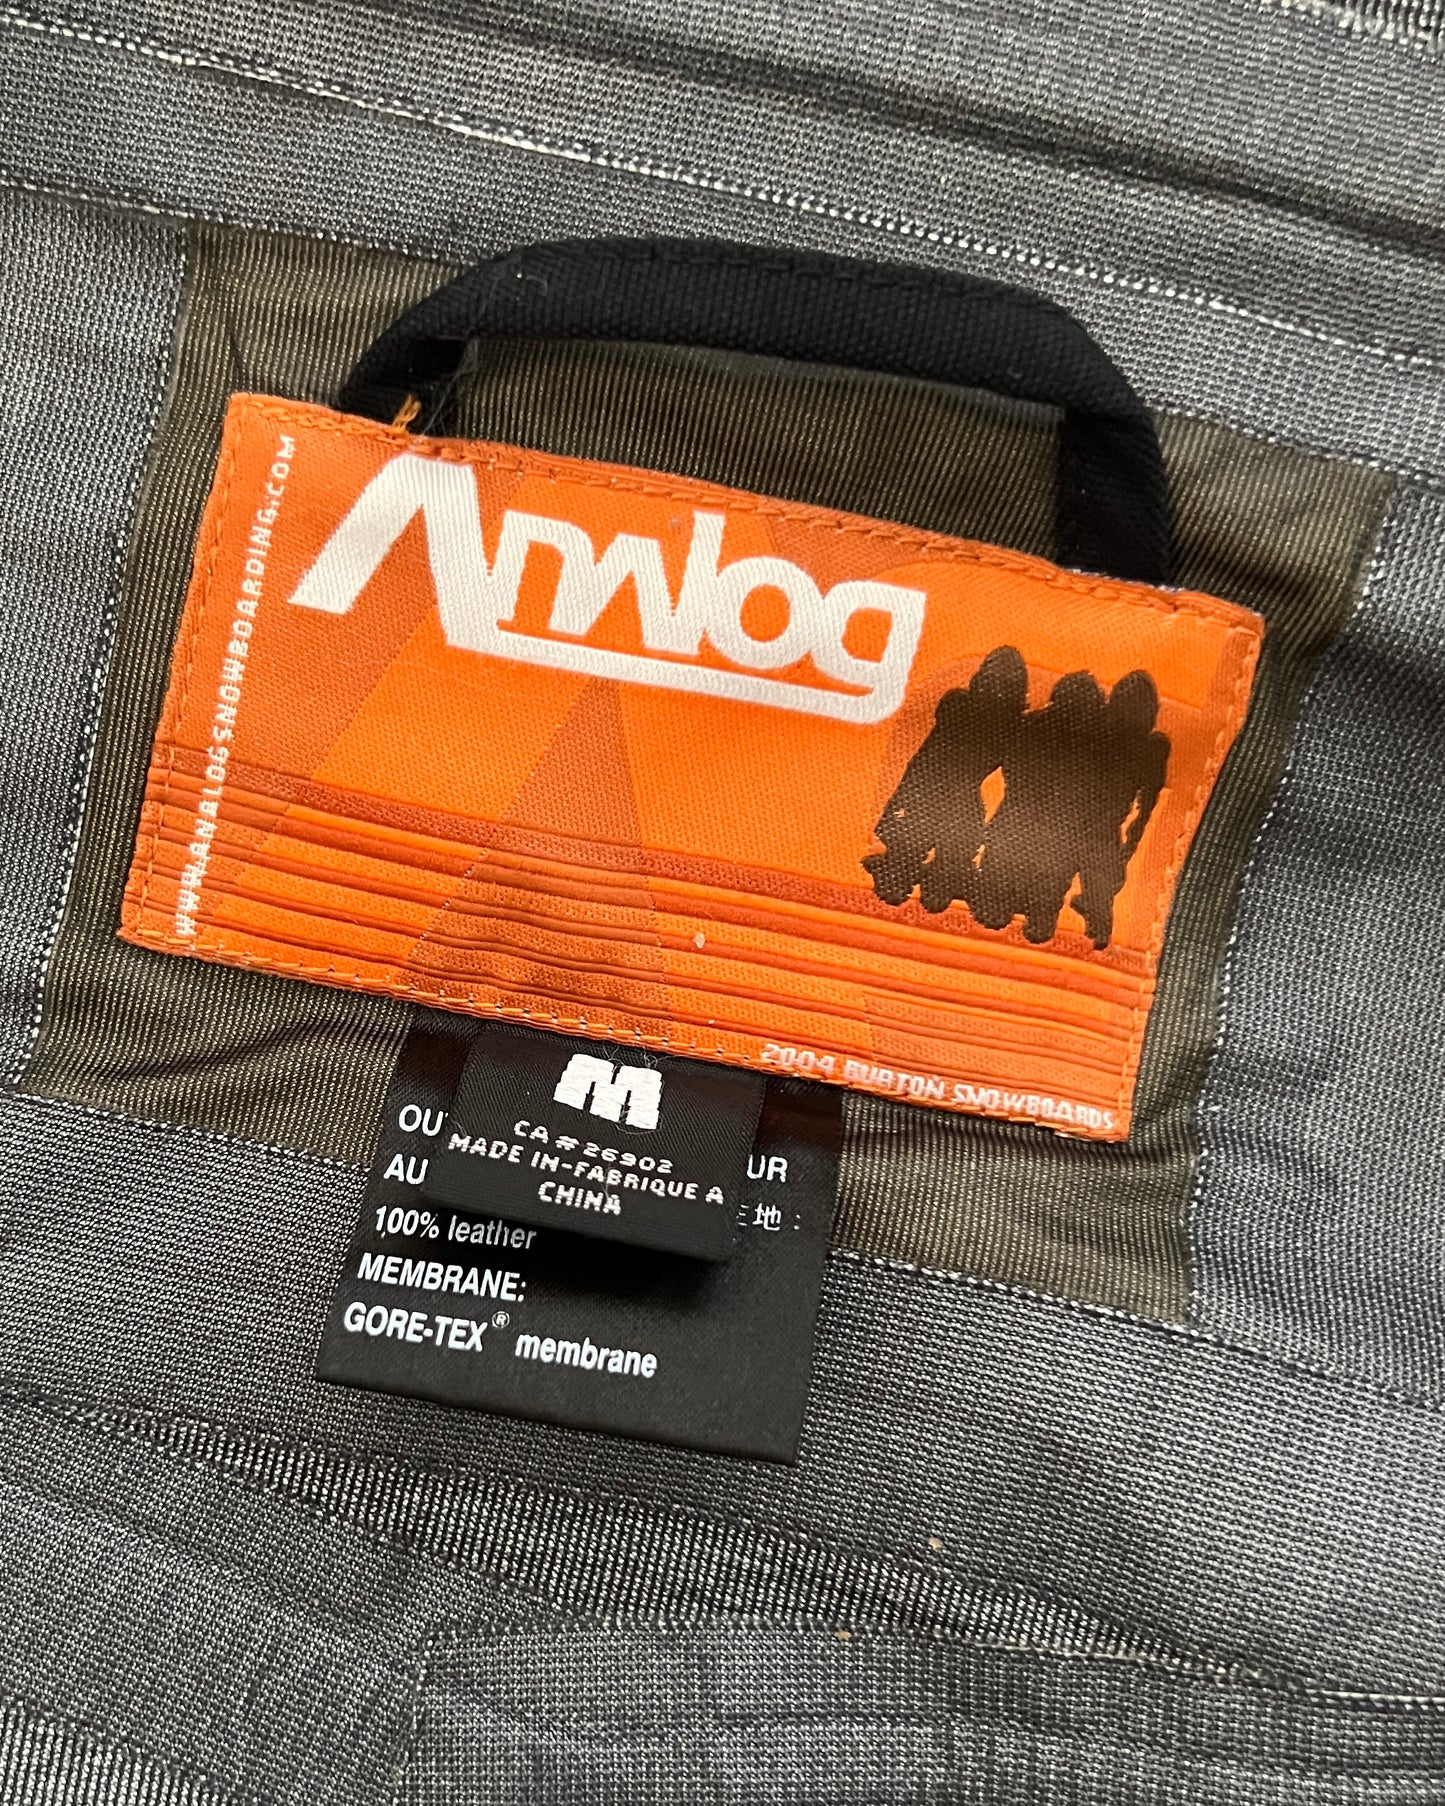 WWW.ANALOGSNOWBOARDING.COM
Analog
2004 BURTON SNOWBOARDS
M
CA # 26902
MADE IN-FABRIQUE A
CHINA
100% leather
MEMBRANE:
GORE-TEX® membrane